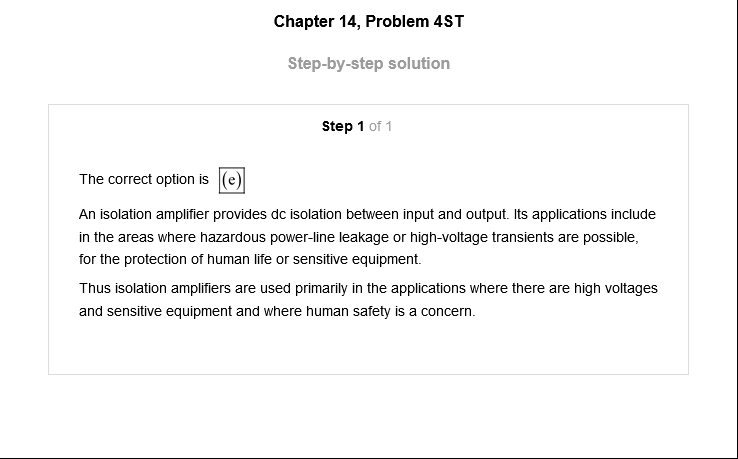 Chapter 14, Problem 4ST
Step-by-step solution
Step 1 of 1
The correct option is (e)
An isolation amplifier provides dc isolation between input and output. Its applications include
in the areas where hazardous power-line leakage or high-voltage transients are possible,
for the protection of human life or sensitive equipment.
Thus isolation amplifiers are used primarily in the applications where there are high voltages
and sensitive equipment and where human safety is a concern.